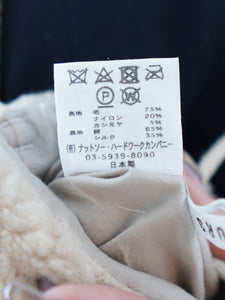 表地 毛 75%
ナイロン 20%
カシミヤ 5%
裏地 綿 65%
シルク 35%
(有)ナットソー・ハードワークカンパニー
03-5939-8090
日本製
URS